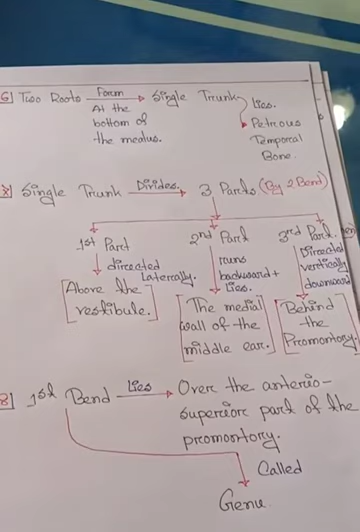 6] Two Roots Form Single Trunk Lies.
At the
bottom of
the meatus.
Petrous
Temporal
Bone.
Single Trunk Divides. 3 Parts (By 2 Bend)
1st Part
directed
Laterally.
Above the
vestibule.
2nd Part
runs
backward +
lies.
The medial
wall of the
middle ear.
3rd Part.
Directed
vertically
downward
Behind
the
Promontory.
8] 1st Bend Lies Over the anterio-
superior part of the
promontory.
Called
Genu.